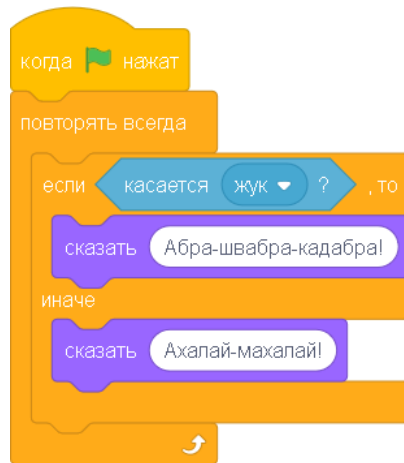 когда нажат
повторять всегда
если касается жук ? , то
сказать Абра-швабра-кадабра!
иначе
сказать Ахалай-махалай!